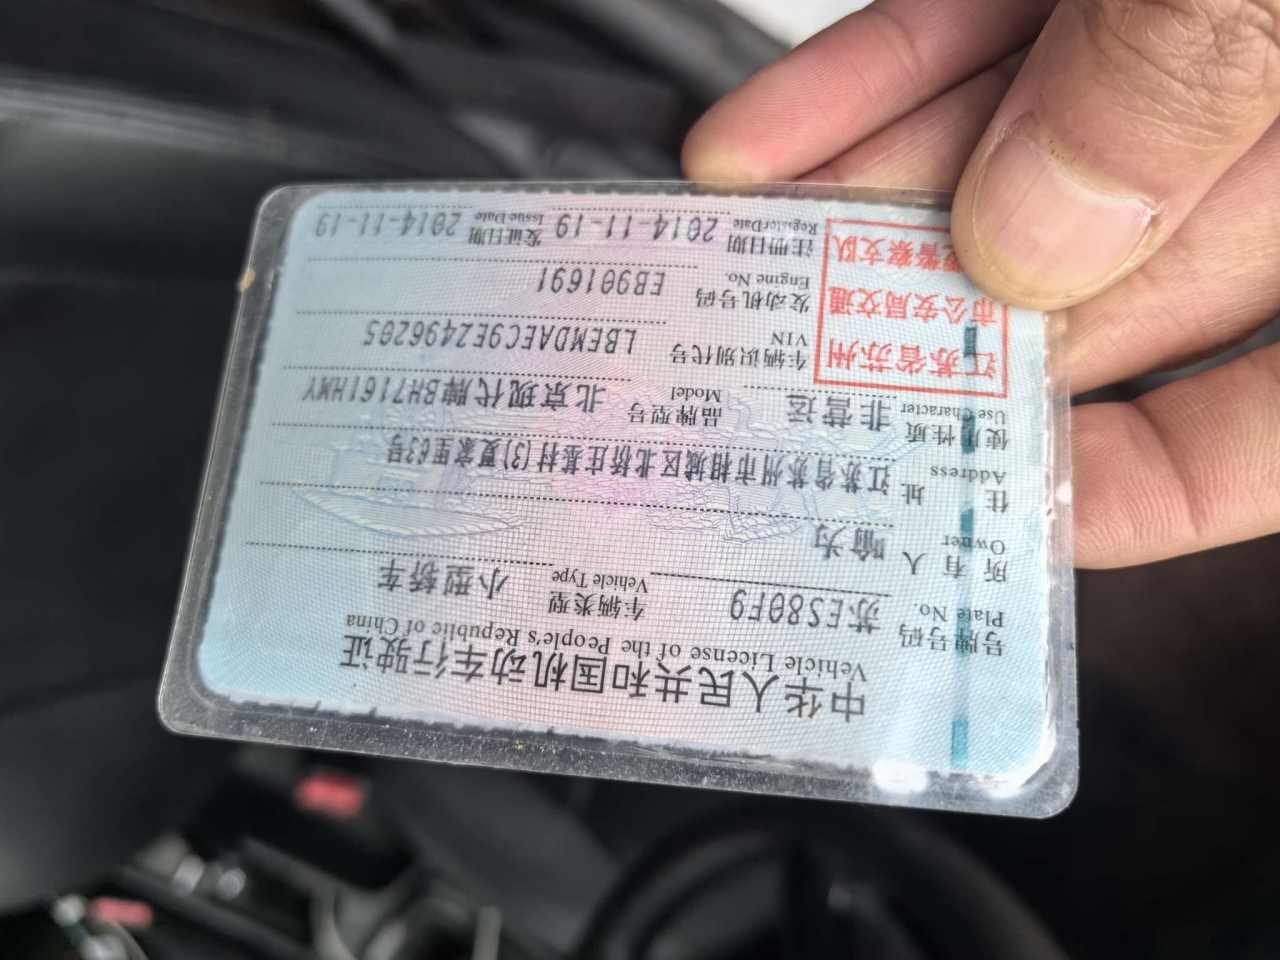 中华人民共和国机动车行驶证
Vehicle License of the People's Republic of China
号牌号码 苏ES80F9 车辆类型 小型轿车
Plate No. Vehicle Type
所有人 喻为
Owner
住址 江苏省苏州市相城区北桥庄基村(3)夏家里63号
Address
使用性质 非营运 品牌型号 北京现代牌BH7161HMY
Use Character Model
江苏省苏州
市公安局交通
警察支队
车辆识别代号 LBEMDAEC9EZ496205
VIN
发动机号码 EB901691
Engine No.
注册日期 2014-11-19 发证日期 2014-11-19
Register Date Issue Date